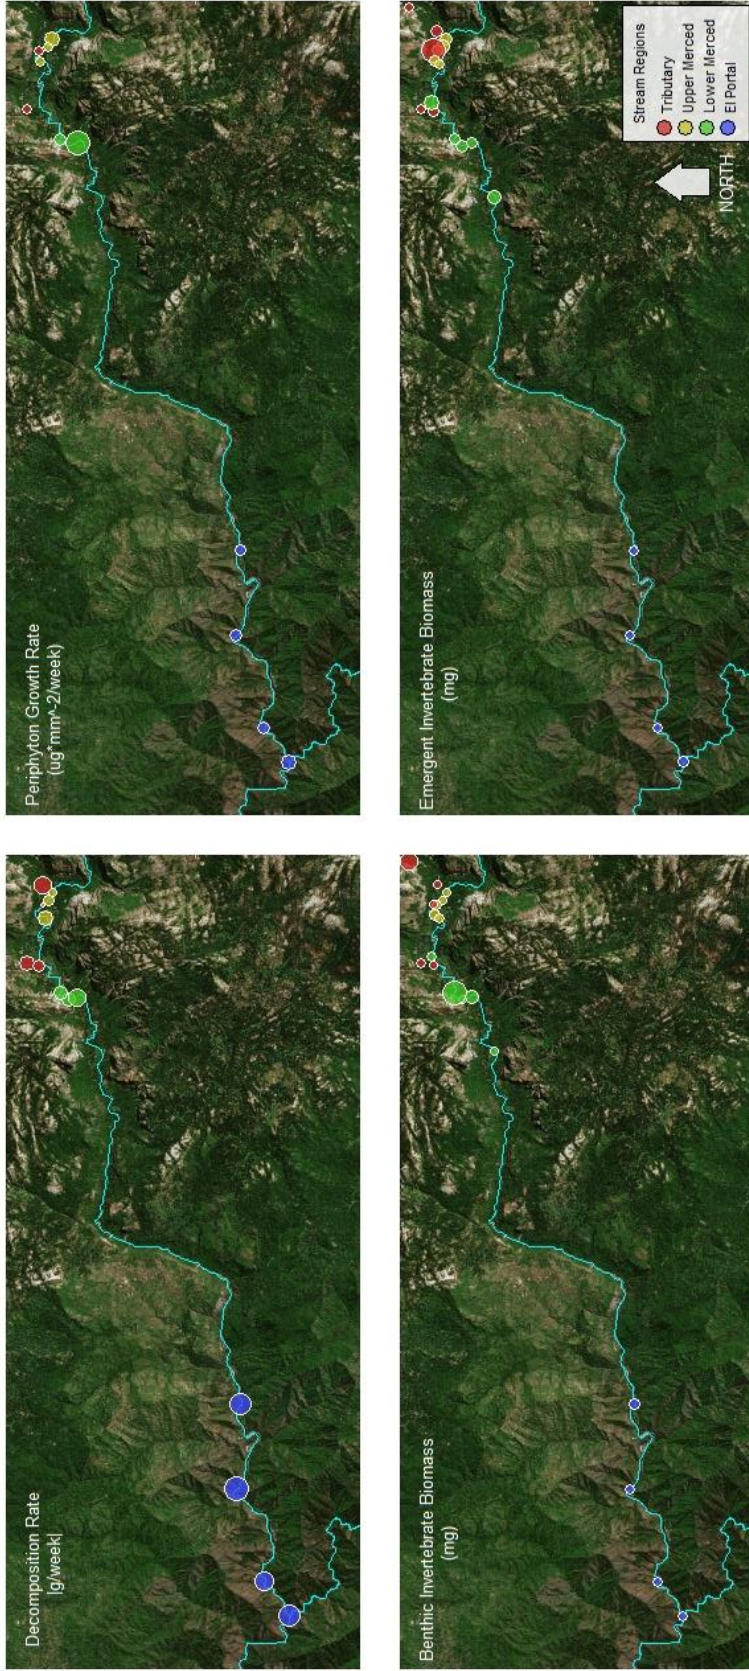 Decomposition Rate
|g/week|
Periphyton Growth Rate
(ug*mm^-2/week)
Benthic Invertebrate Biomass
(mg)
Emergent Invertebrate Biomass
(mg)
NORTH
Stream Regions
Tributary
Upper Merced
Lower Merced
El Portal